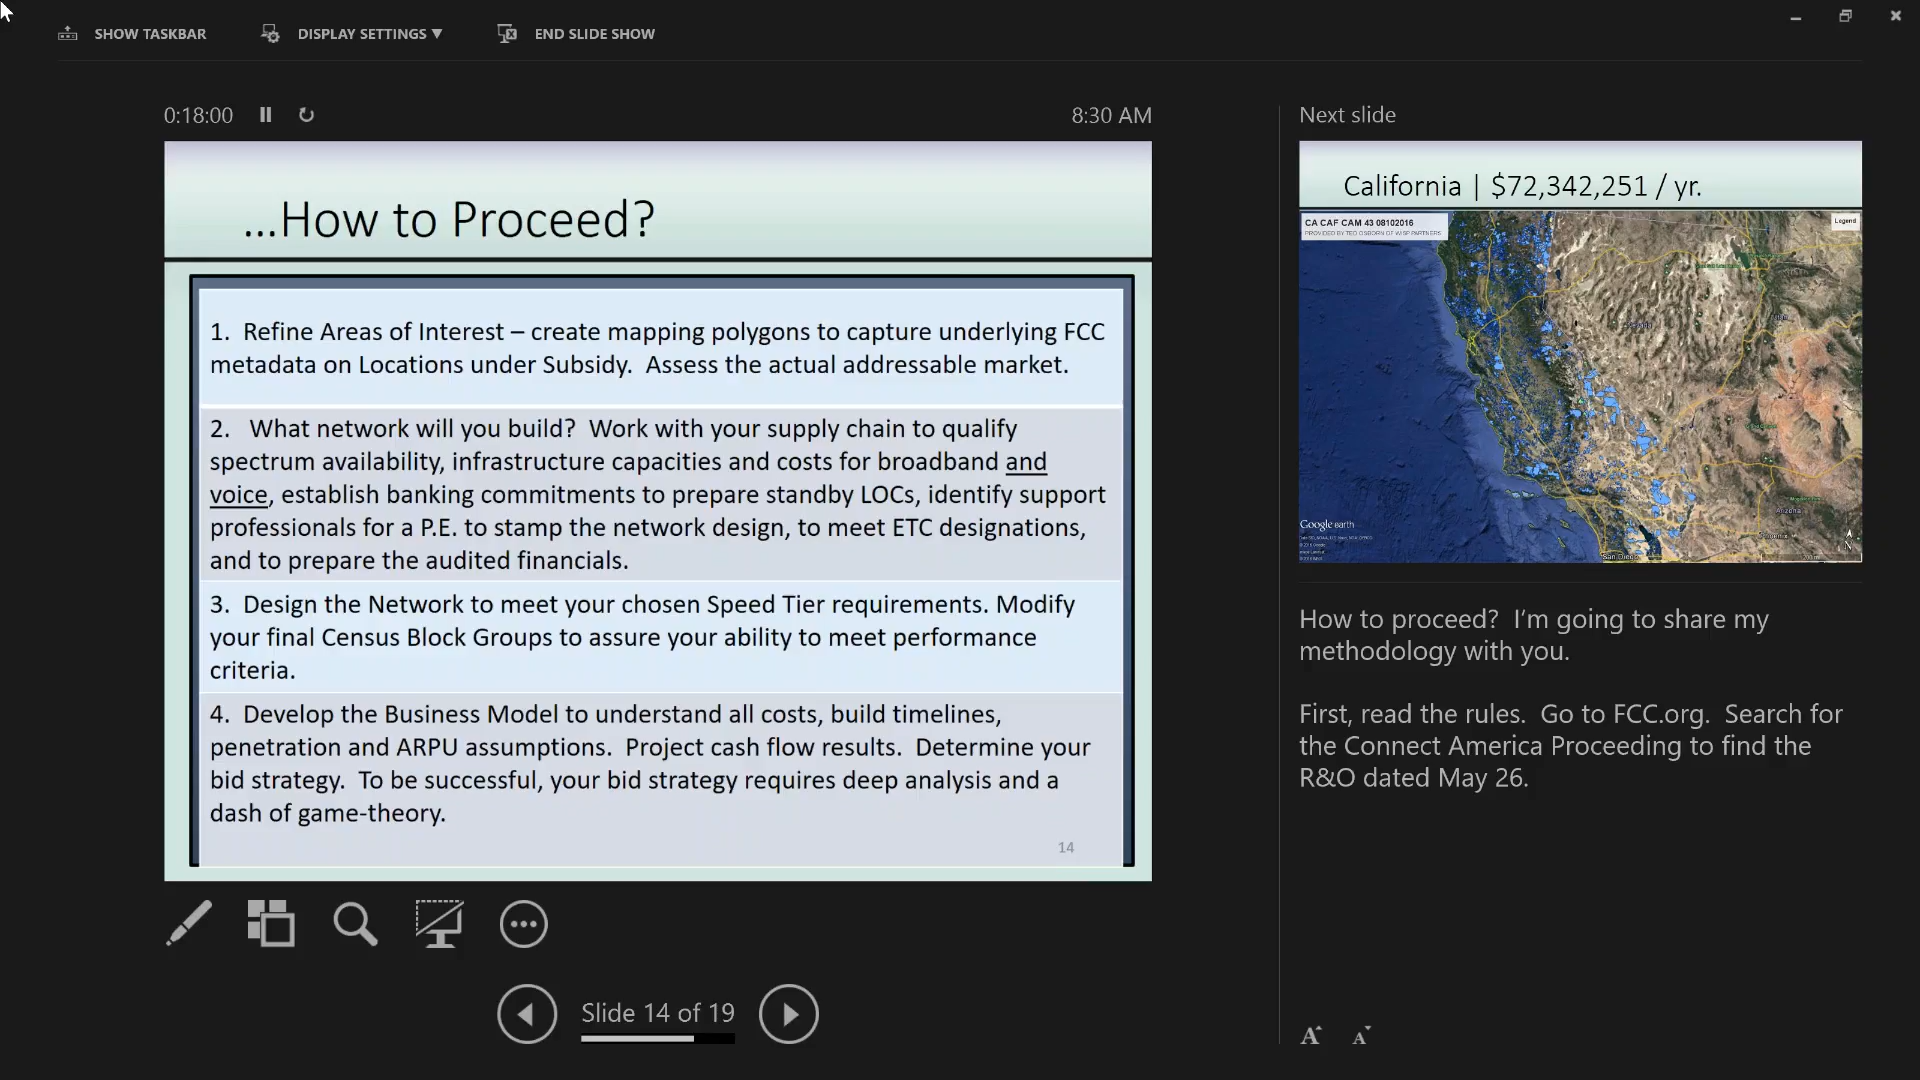 SHOW TASKBAR
DISPLAY SETTINGS ▼
END SLIDE SHOW
0:18:00
8:30 AM
...How to Proceed?
1. Refine Areas of Interest – create mapping polygons to capture underlying FCC
metadata on Locations under Subsidy. Assess the actual addressable market.
2. What network will you build? Work with your supply chain to qualify
spectrum availability, infrastructure capacities and costs for broadband and
voice, establish banking commitments to prepare standby LOCs, identify support
professionals for a P.E. to stamp the network design, to meet ETC designations,
and to prepare the audited financials.
3. Design the Network to meet your chosen Speed Tier requirements. Modify
your final Census Block Groups to assure your ability to meet performance
criteria.
4. Develop the Business Model to understand all costs, build timelines,
penetration and ARPU assumptions. Project cash flow results. Determine your
bid strategy. To be successful, your bid strategy requires deep analysis and a
dash of game-theory.
14
Slide 14 of 19
Next slide
California | $72,342,251 / yr.
CA CAF CAM 43 08102016
PROVIDED BY TED OSBORN OF WISP PARTNERS
Legend
Arizona
San Diego
Google earth
N
How to proceed? I'm going to share my
methodology with you.
First, read the rules. Go to FCC.org. Search for
the Connect America Proceeding to find the
R&O dated May 26.
A A